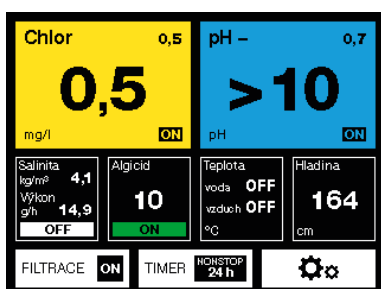 Chlor 0,5
0,5
mg/l ON
pH – 0,7
>10
pH ON
Salinita
kg/m³ 4,1
Výkon
g/h 14,9
OFF
Algicid
10
ON
Teplota
voda OFF
vzduch OFF
°C
Hladina
164
cm
FILTRACE ON
TIMER NONSTOP
24 h